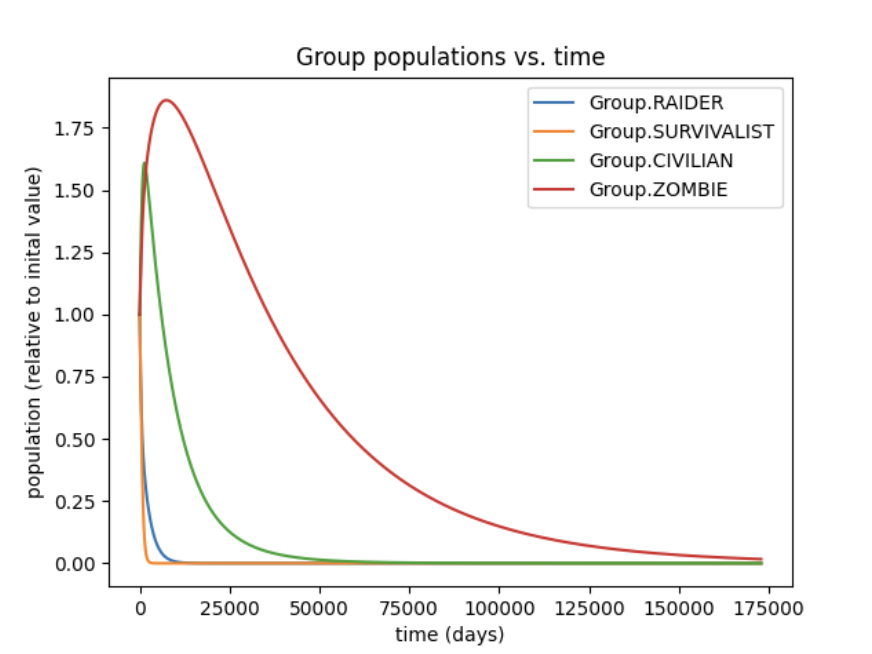 Group populations vs. time
Group.RAIDER
Group.SURVIVALIST
Group.CIVILIAN
Group.ZOMBIE
population (relative to inital value)
1.75
1.50
1.25
1.00
0.75
0.50
0.25
0.00
0 25000 50000 75000 100000 125000 150000 175000
time (days)